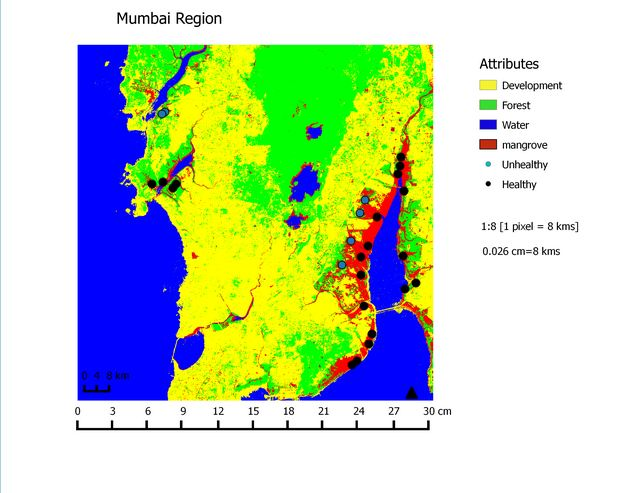 Mumbai Region
Attributes
Development
Forest
Water
mangrove
Unhealthy
Healthy
1:8 [1 pixel = 8 kms]
0.026 cm=8 kms
0 4 8 km
0 3 6 9 12 15 18 21 24 27 30 cm